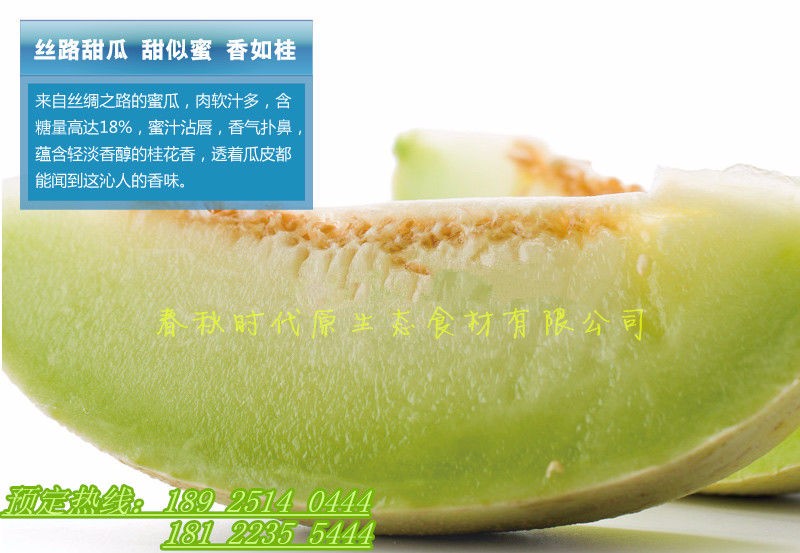 丝路甜瓜 甜似蜜 香如桂
来自丝绸之路的蜜瓜，肉软汁多，含
糖量高达18%，蜜汁沾唇，香气扑鼻，
蕴含轻淡香醇的桂花香，透着瓜皮都
能闻到这沁人的香味。
春秋时代原生态食材有限公司
预定热线：189 2514 0444
181 2235 5444